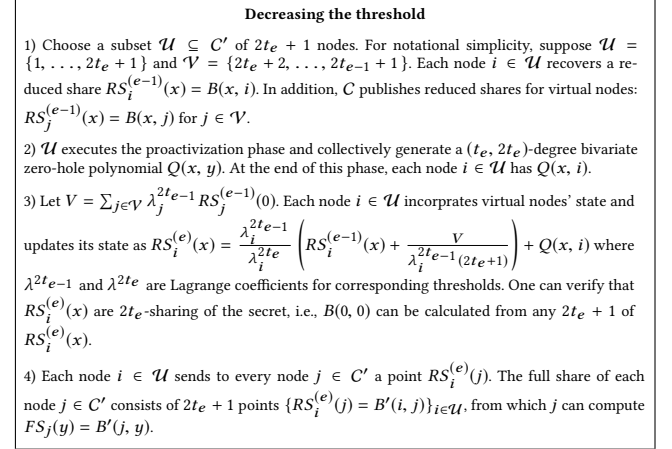 Decreasing the threshold
1) Choose a subset 𝒰 ⊆ C′ of 2t_e + 1 nodes. For notational simplicity, suppose 𝒰 =
{1, . . . , 2t_e + 1} and 𝒱 = {2t_e + 2, . . . , 2t_{e−1} + 1}. Each node i ∈ 𝒰 recovers a re-
duced share RS_i^{(e−1)}(x) = B(x, i). In addition, C publishes reduced shares for virtual nodes:
RS_j^{(e−1)}(x) = B(x, j) for j ∈ 𝒱.
2) 𝒰 executes the proactivization phase and collectively generate a (t_e, 2t_e)-degree bivariate
zero-hole polynomial Q(x, y). At the end of this phase, each node i ∈ 𝒰 has Q(x, i).
3) Let V = ∑_{j∈𝒱} λ_j^{2t_{e−1}} RS_j^{(e−1)}(0). Each node i ∈ 𝒰 incorprates virtual nodes' state and
updates its state as RS_i^{(e)}(x) = \frac{λ_i^{2t_{e−1}}}{λ_i^{2t_e}} ( RS_i^{(e−1)}(x) + \frac{V}{λ_i^{2t_{e−1}}(2t_e+1)} ) + Q(x, i) where
λ^{2t_{e−1}} and λ^{2t_e} are Lagrange coefficients for corresponding thresholds. One can verify that
RS_i^{(e)}(x) are 2t_e-sharing of the secret, i.e., B(0, 0) can be calculated from any 2t_e + 1 of
RS_i^{(e)}(x).
4) Each node i ∈ 𝒰 sends to every node j ∈ C′ a point RS_i^{(e)}(j). The full share of each
node j ∈ C′ consists of 2t_e + 1 points {RS_i^{(e)}(j) = B′(i, j)}_{i∈𝒰}, from which j can compute
FS_j(y) = B′(j, y).